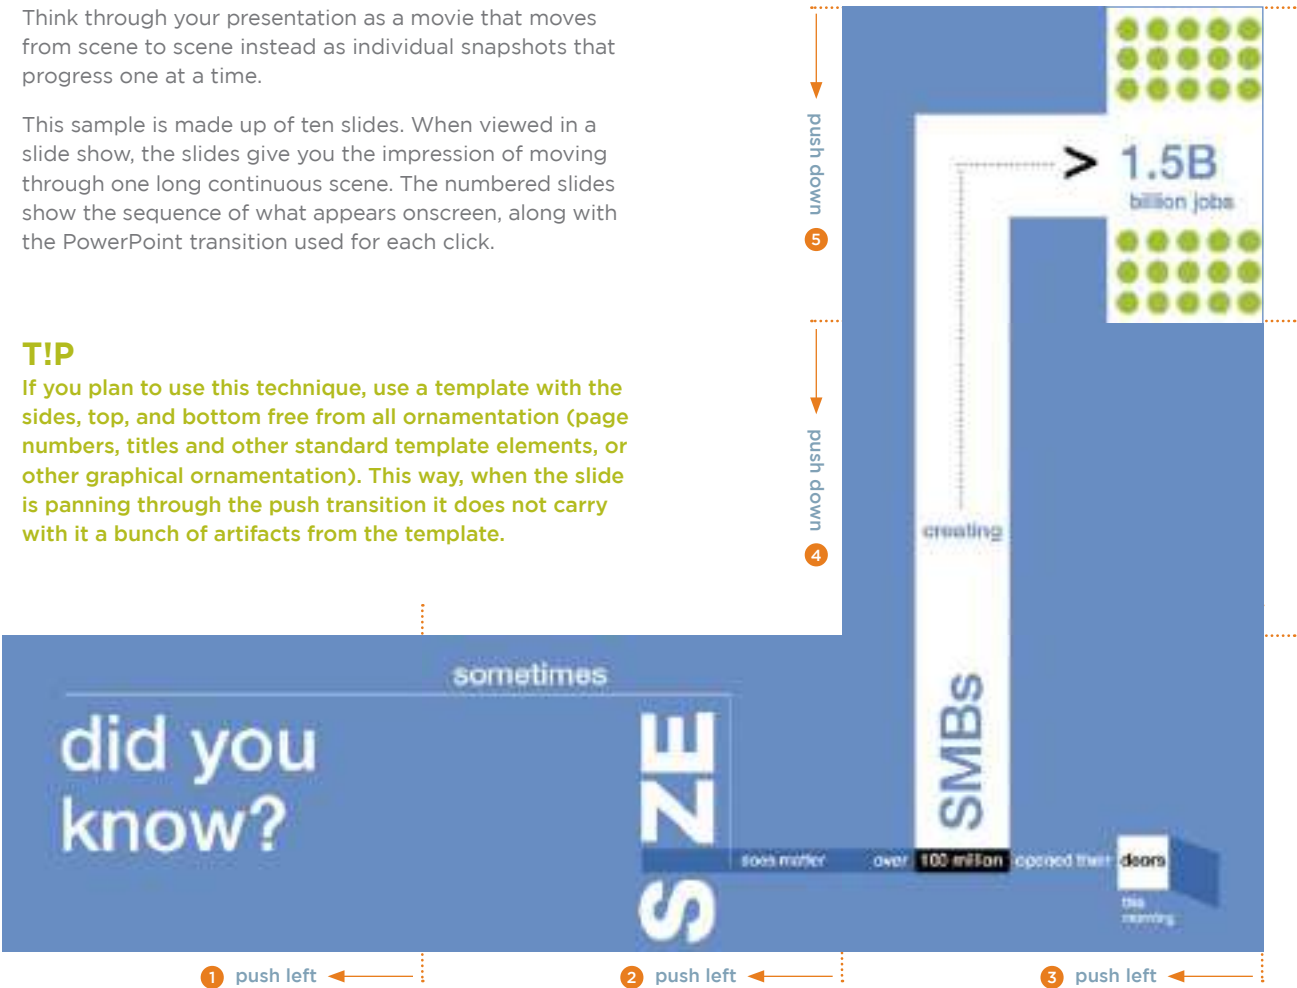 Think through your presentation as a movie that moves
from scene to scene instead as individual snapshots that
progress one at a time.
This sample is made up of ten slides. When viewed in a
slide show, the slides give you the impression of moving
through one long continuous scene. The numbered slides
show the sequence of what appears onscreen, along with
the PowerPoint transition used for each click.
T!P
If you plan to use this technique, use a template with the
sides, top, and bottom free from all ornamentation (page
numbers, titles and other standard template elements, or
other graphical ornamentation). This way, when the slide
is panning through the push transition it does not carry
with it a bunch of artifacts from the template.
push down
5
push down
4
> 1.5B
billion jobs
creating
SMBs
sometimes
did you
know?
S ZE
does matter
over 100 million opened their doors
this
morning
1 push left
2 push left
3 push left